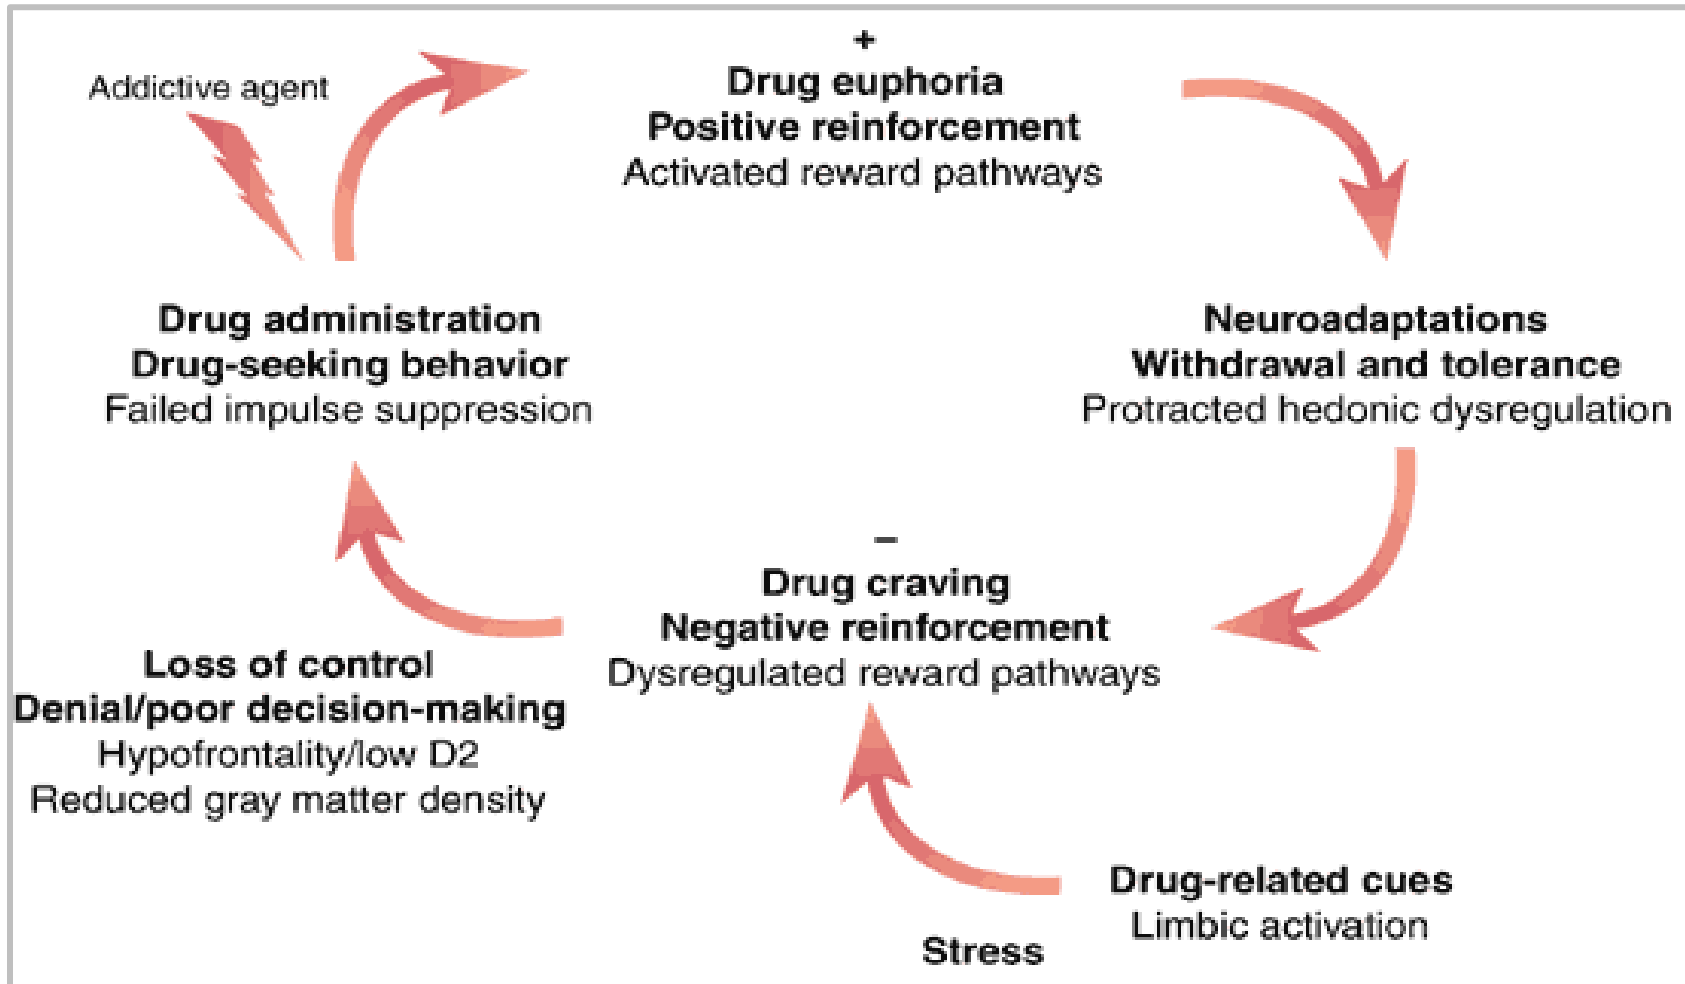 Addictive agent
+
Drug euphoria
Positive reinforcement
Activated reward pathways
Drug administration
Drug-seeking behavior
Failed impulse suppression
Neuroadaptations
Withdrawal and tolerance
Protracted hedonic dysregulation
–
Drug craving
Negative reinforcement
Dysregulated reward pathways
Loss of control
Denial/poor decision-making
Hypofrontality/low D2
Reduced gray matter density
Drug-related cues
Limbic activation
Stress